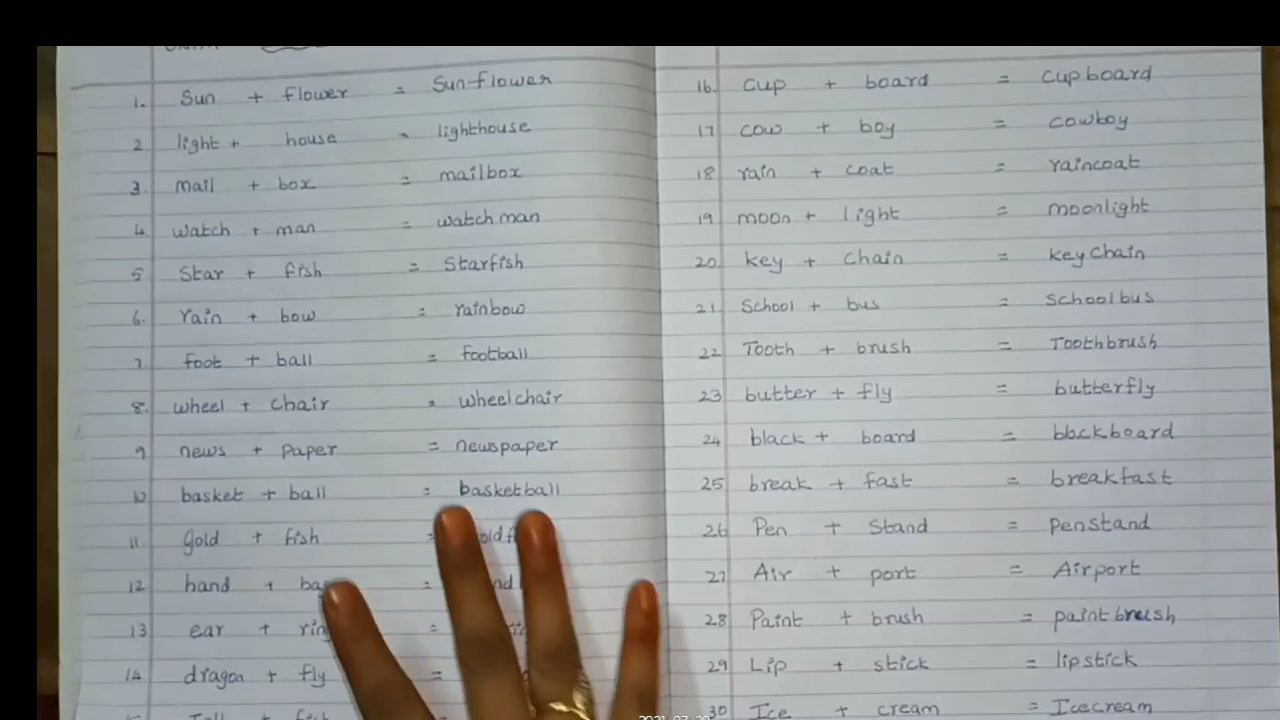 1. Sun + flower = Sunflower
2 light + house = lighthouse
3. mail + box = mailbox
4. watch + man = watch man
5 Star + fish = Starfish
6. rain + bow = rainbow
7. foot + ball = football
8. wheel + chair = wheelchair
9 news + paper = newspaper
10 basket + ball = basketball
11. gold + fish =
12 hand + =
13 ear + =
14 dragon + fly =
16. cup + board = cupboard
17 cow + boy = cowboy
18 rain + coat = raincoat
19 moon + light = moonlight
20 key + chain = keychain
21 School + bus = Schoolbus
22 Tooth + brush = Toothbrush
23 butter + fly = butterfly
24 black + board = blackboard
25 break + fast = breakfast
26 Pen + Stand = penStand
27 Air + port = Airport
28 Paint + brush = paintbrush
29 Lip + stick = lipstick
30 Ice + cream = Icecream